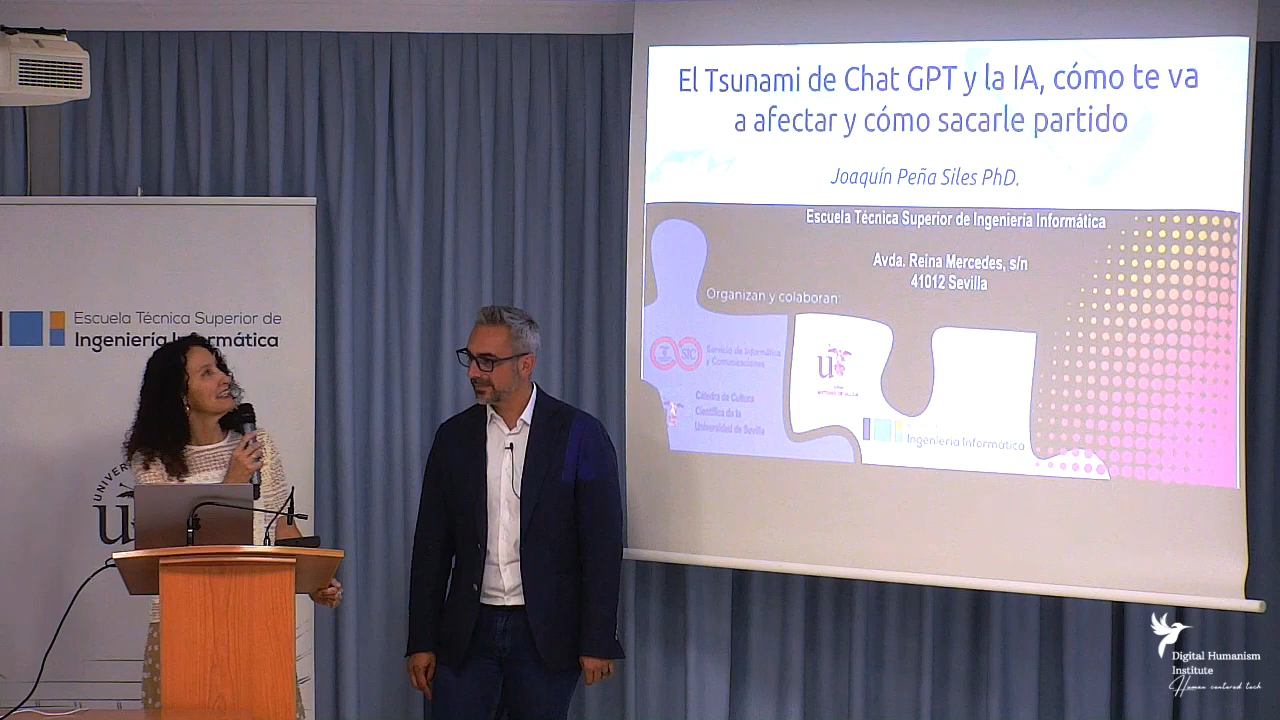 El Tsunami de Chat GPT y la IA, cómo te va
a afectar y cómo sacarle partido
Joaquín Peña Siles PhD.
Escuela Técnica Superior de Ingeniería Informática
Avda. Reina Mercedes, s/n
41012 Sevilla
Organizan y colaboran:
SIC
Servicio de Informática
y Comunicaciones
Cátedra de Cultura
Científica de la
Universidad de Sevilla
Ingeniería Informática
Escuela Técnica Superior de
Ingeniería Informática
Digital Humanism
Institute
Human centered tech